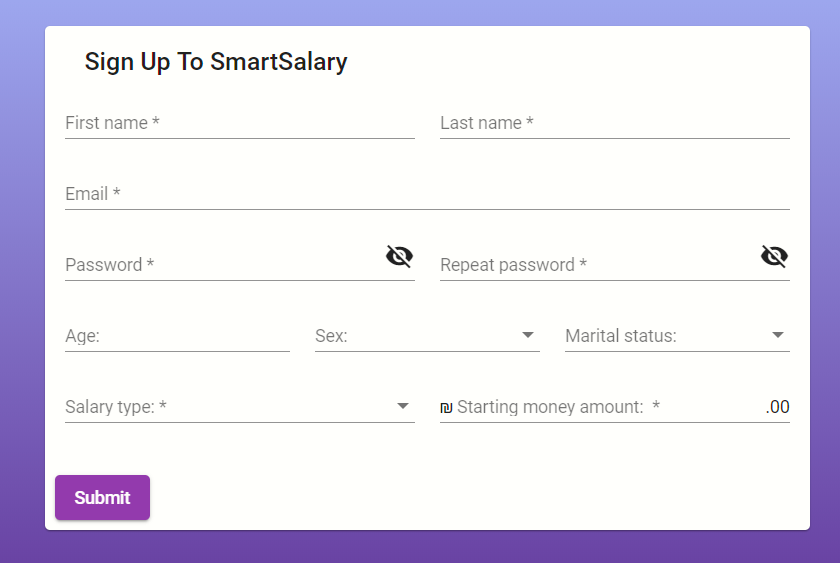 Sign Up To SmartSalary
First name * Last name *
Email *
Password * Repeat password *
Age: Sex: Marital status:
Salary type: * ₪ Starting money amount: * .00
Submit